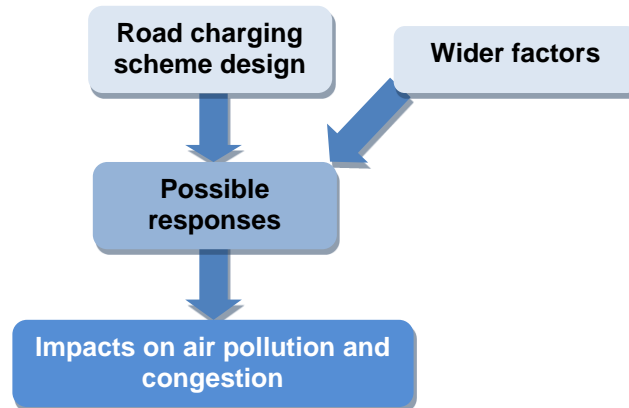 Road charging
scheme design
Wider factors
Possible
responses
Impacts on air pollution and
congestion